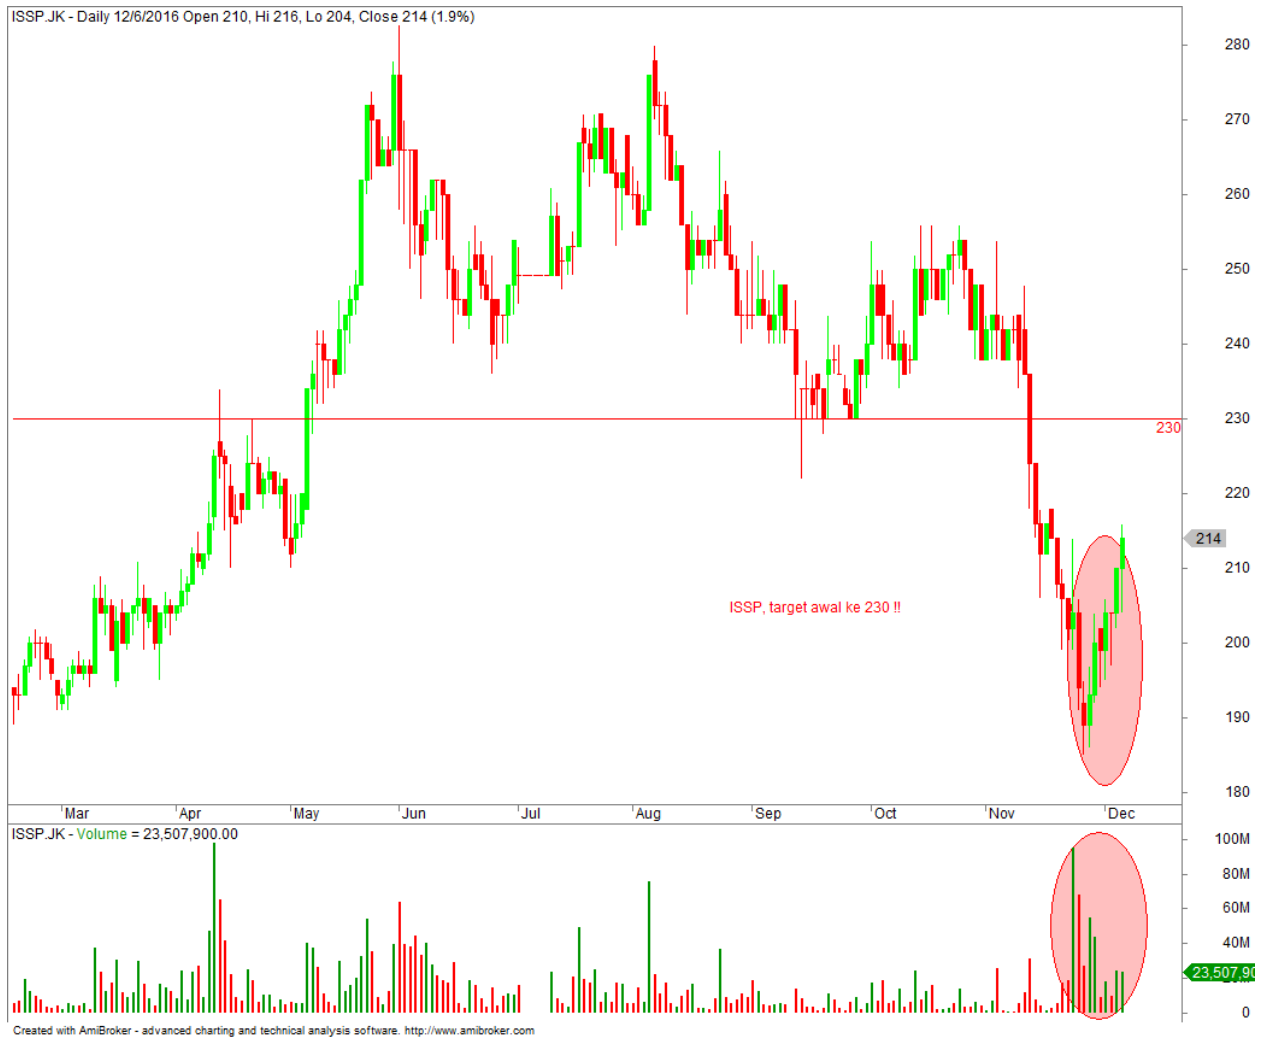 ISSP.JK - Daily 12/6/2016 Open 210, Hi 216, Lo 204, Close 214 (1.9%)
280
270
260
250
240
230
230
220
214
210
ISSP, target awal ke 230 !!
200
190
180
Mar Apr May Jun Jul Aug Sep Oct Nov Dec
ISSP.JK - Volume = 23,507,900.00
100M
80M
60M
40M
23,507,90
0
Created with AmiBroker - advanced charting and technical analysis software. http://www.amibroker.com